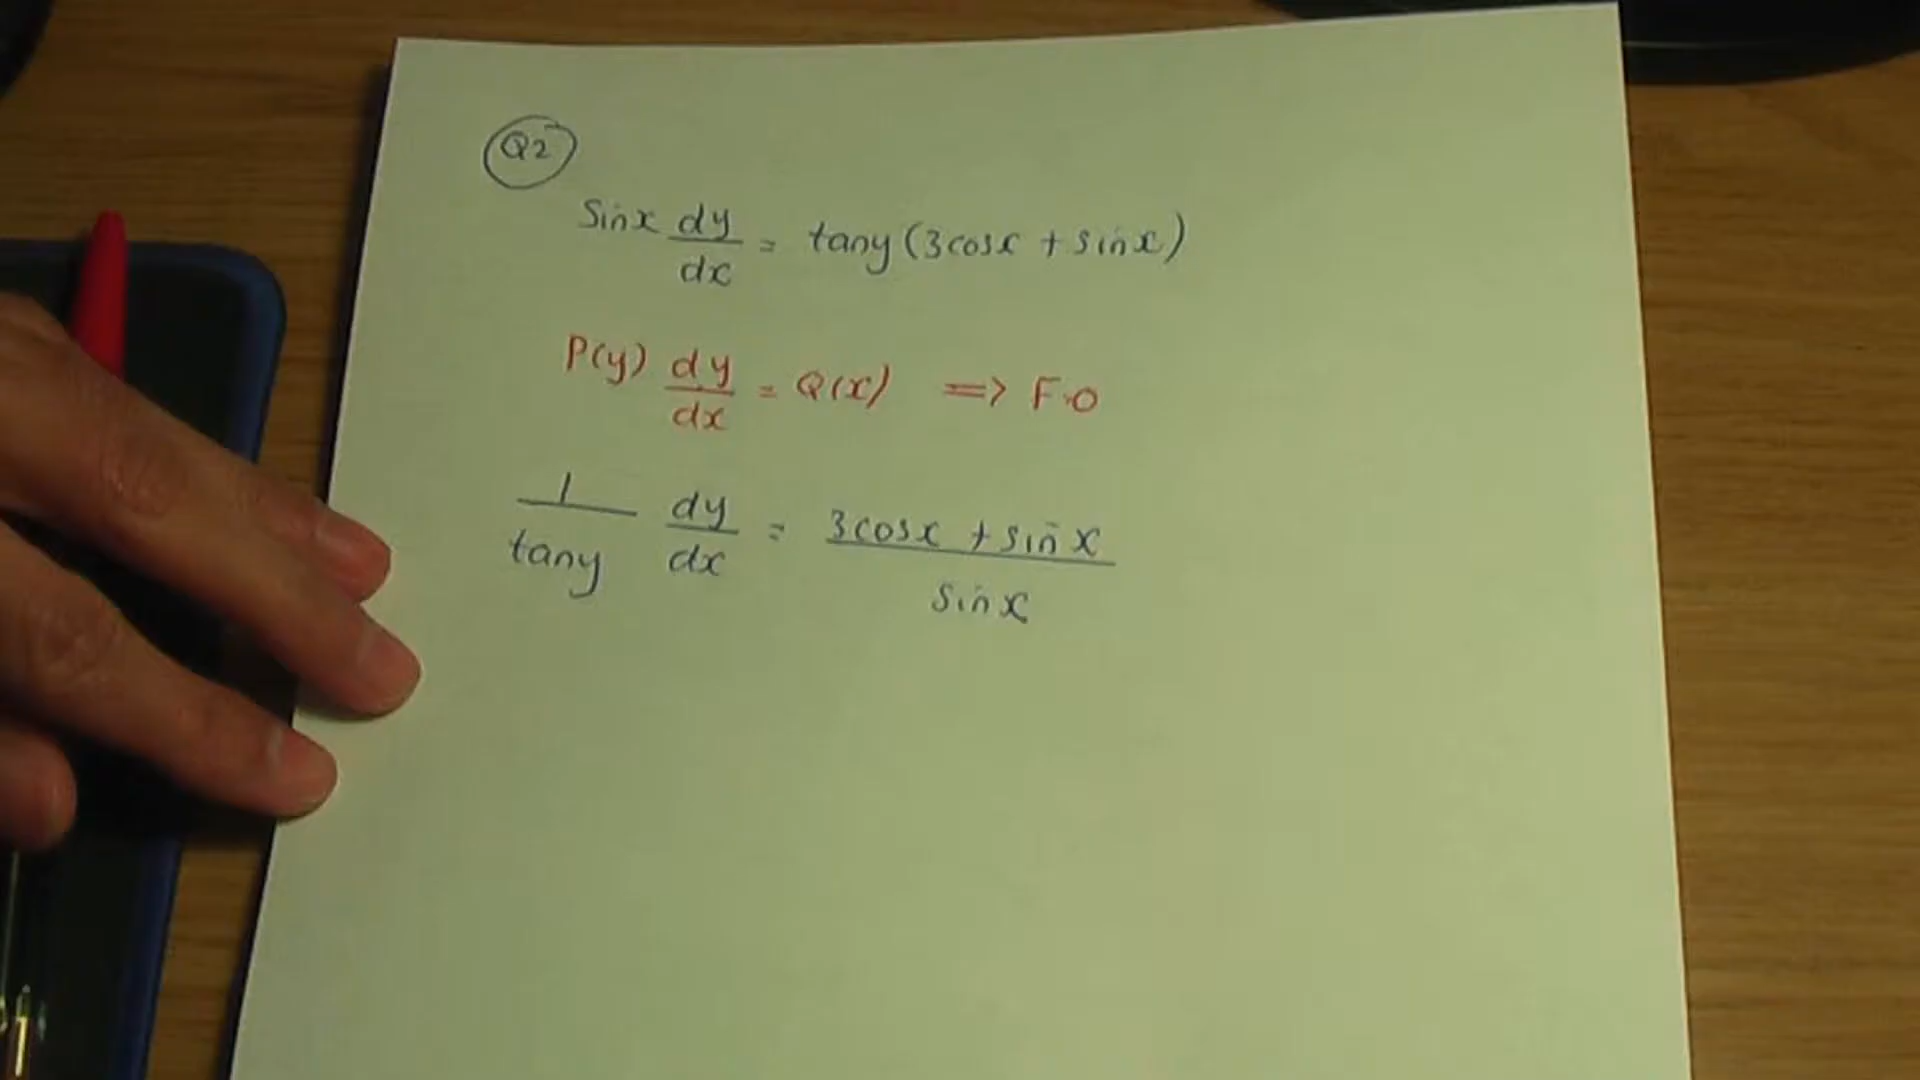 Q2
Sinx dy/dx = tany (3cosx + sinx)
P(y) dy/dx = Q(x) => F.O
1/tany dy/dx = 3cosx + sinx / sinx